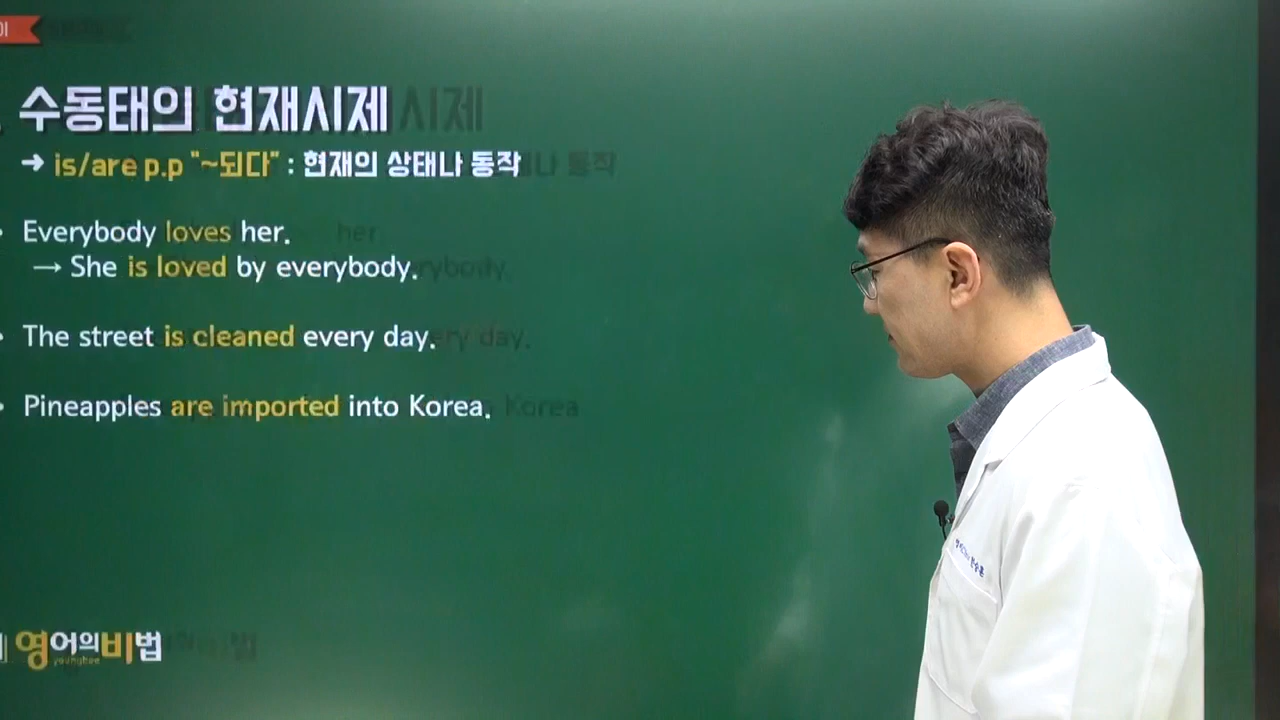 수동태의 현재시제
➜ is/are p.p "~되다" : 현재의 상태나 동작
• Everybody loves her.
→ She is loved by everybody.
• The street is cleaned every day.
• Pineapples are imported into Korea.
영어의비법
younghee